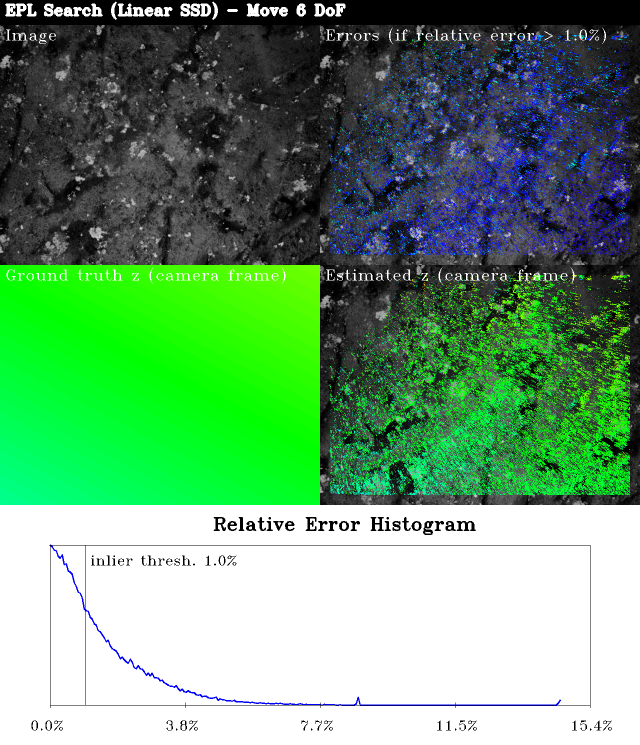 EPL Search (Linear SSD) - Move 6 DoF
Image
Errors (if relative error > 1.0%)
Ground truth z (camera frame)
Estimated z (camera frame)
Relative Error Histogram
inlier thresh. 1.0%
0.0%
3.8%
7.7%
11.5%
15.4%